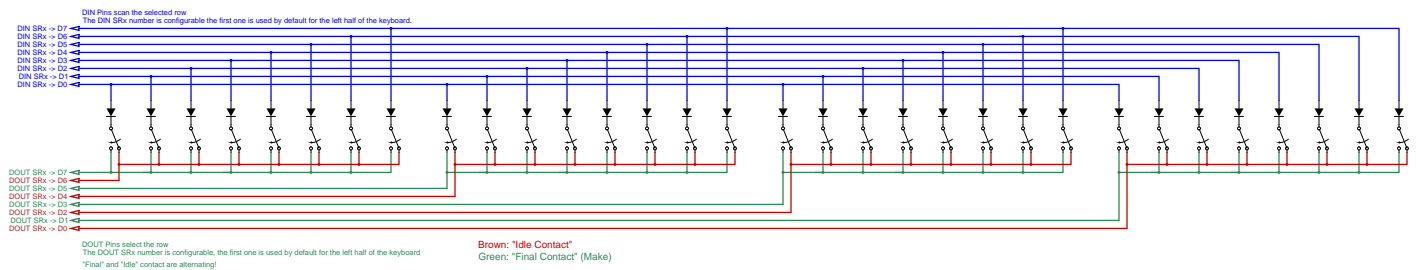 DIN Pins scan the selected row
The DIN SRx number is configurable the first one is used by default for the left half of the keyboard.
DIN SRx -> D7
DIN SRx -> D6
DIN SRx -> D5
DIN SRx -> D4
DIN SRx -> D3
DIN SRx -> D2
DIN SRx -> D1
DIN SRx -> D0
DOUT SRx -> D7
DOUT SRx -> D6
DOUT SRx -> D5
DOUT SRx -> D4
DOUT SRx -> D3
DOUT SRx -> D2
DOUT SRx -> D1
DOUT SRx -> D0
DOUT Pins select the row
The DOUT SRx number is configurable, the first one is used by default for the left half of the keyboard
"Final" and "Idle" contact are alternating!
Brown: "Idle Contact"
Green: "Final Contact" (Make)